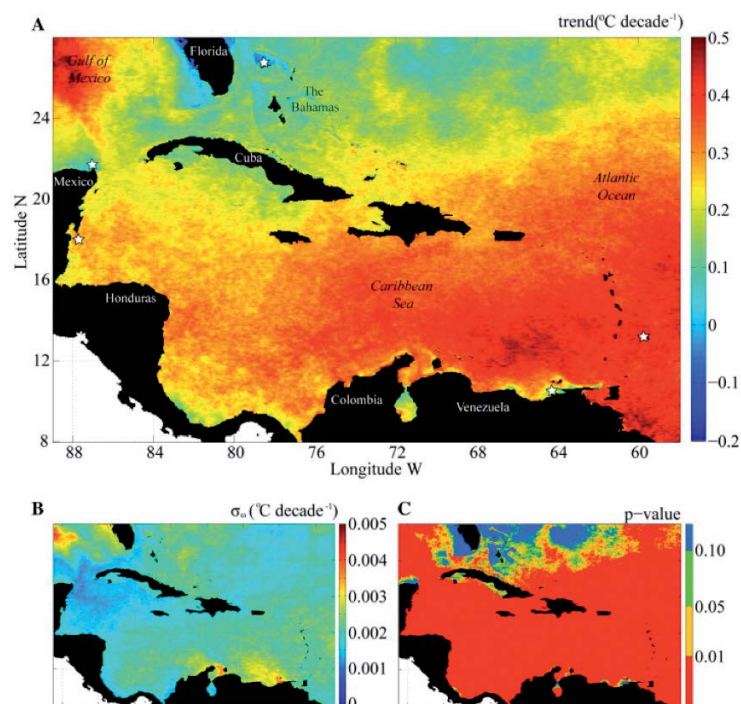 A
trend(ºC decade⁻¹)
Florida
Gulf of
Mexico
The
Bahamas
Cuba
Mexico
Atlantic
Ocean
Caribbean
Sea
Honduras
Colombia
Venezuela
Latitude N
24
20
16
12
8
88
84
80
76
72
68
64
60
Longitude W
0.5
0.4
0.3
0.2
0.1
0
−0.1
−0.2
B
σω (ºC decade⁻¹)
0.005
0.004
0.003
0.002
0.001
0
C
p−value
0.10
0.05
0.01